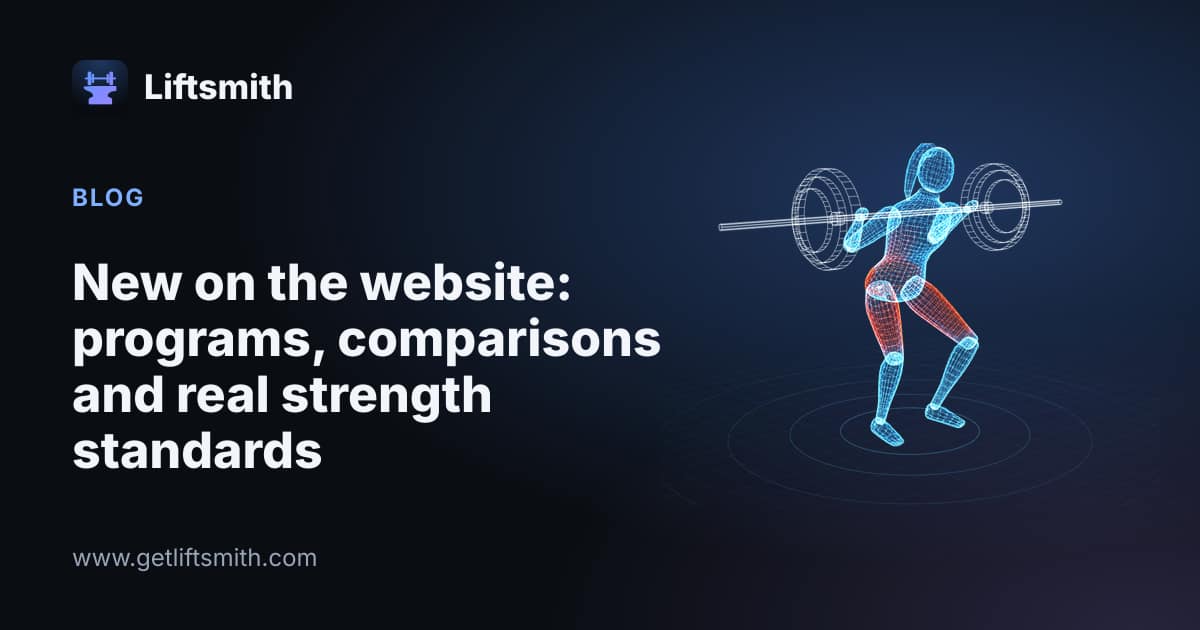 Liftsmith
BLOG
New on the website:
programs, comparisons
and real strength
standards
www.getliftsmith.com